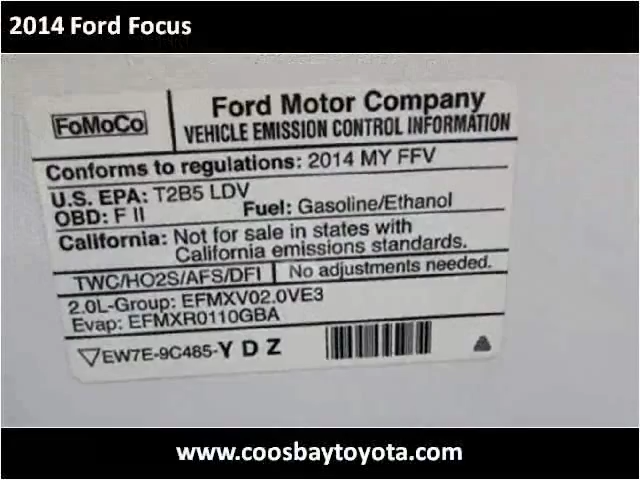 2014 Ford Focus
FoMoCo
Ford Motor Company
VEHICLE EMISSION CONTROL INFORMATION
Conforms to regulations: 2014 MY FFV
U.S. EPA: T2B5 LDV
OBD: F II Fuel: Gasoline/Ethanol
California: Not for sale in states with
California emissions standards.
TWC/HO2S/AFS/DFI No adjustments needed.
2.0L-Group: EFMXV02.0VE3
Evap: EFMXR0110GBA
EW7E-9C485-Y D Z
www.coosbaytoyota.com